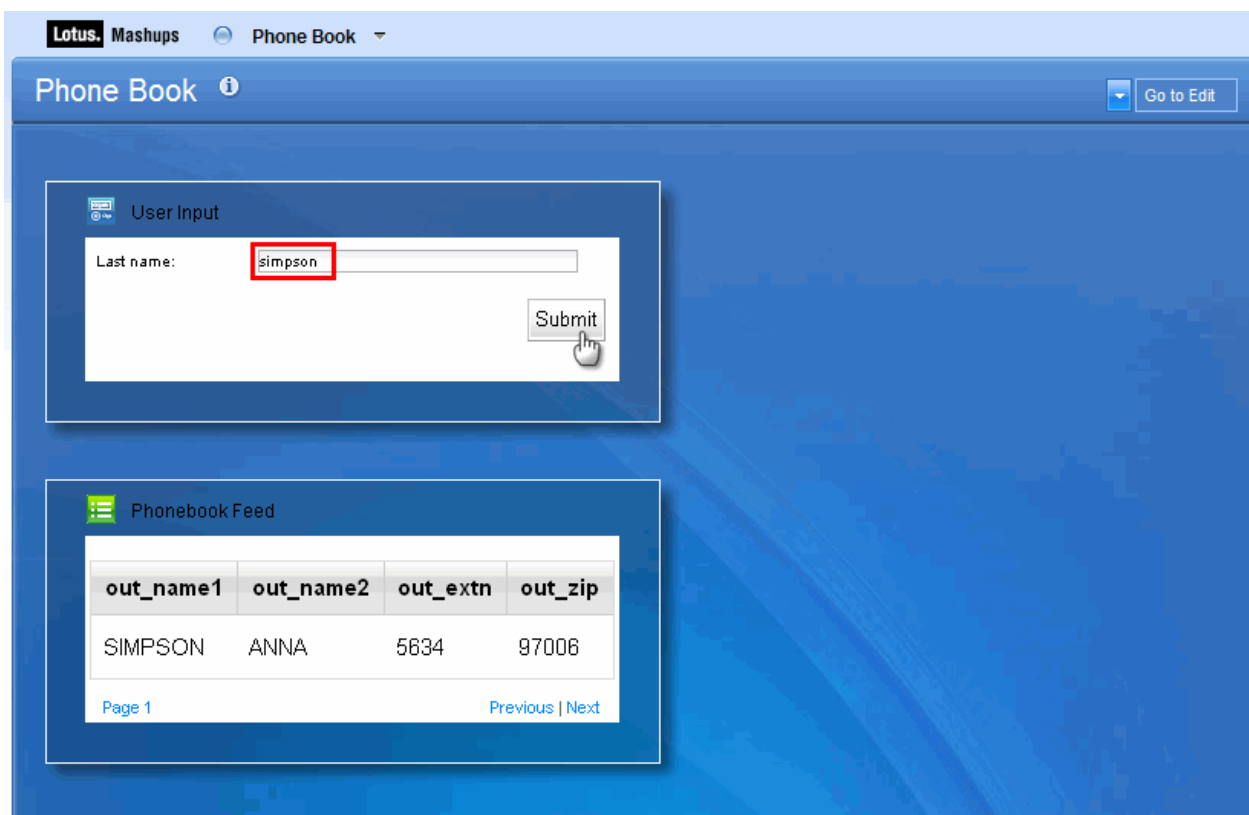 Lotus. Mashups Phone Book
Phone Book
Go to Edit
User Input
Last name: simpson
Submit
Phonebook Feed
out_name1 out_name2 out_extn out_zip
SIMPSON ANNA 5634 97006
Page 1 Previous | Next